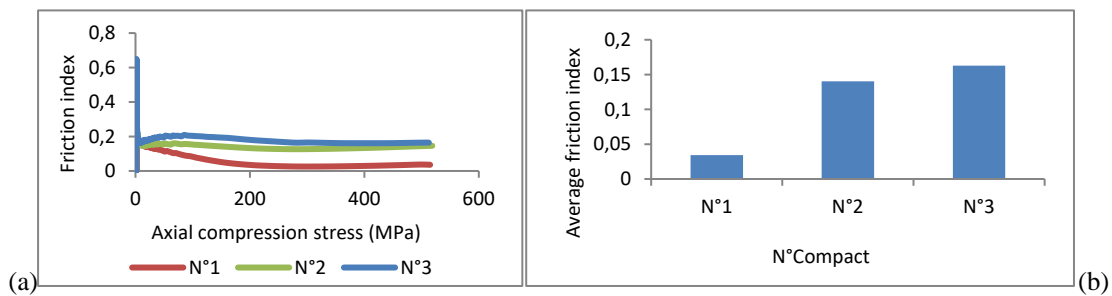 (a)
Friction index
0,8
0,6
0,4
0,2
0
0 200 400 600
Axial compression stress (MPa)
N°1 N°2 N°3
Average friction index
0,2
0,15
0,1
0,05
0
N°1 N°2 N°3
N°Compact
(b)